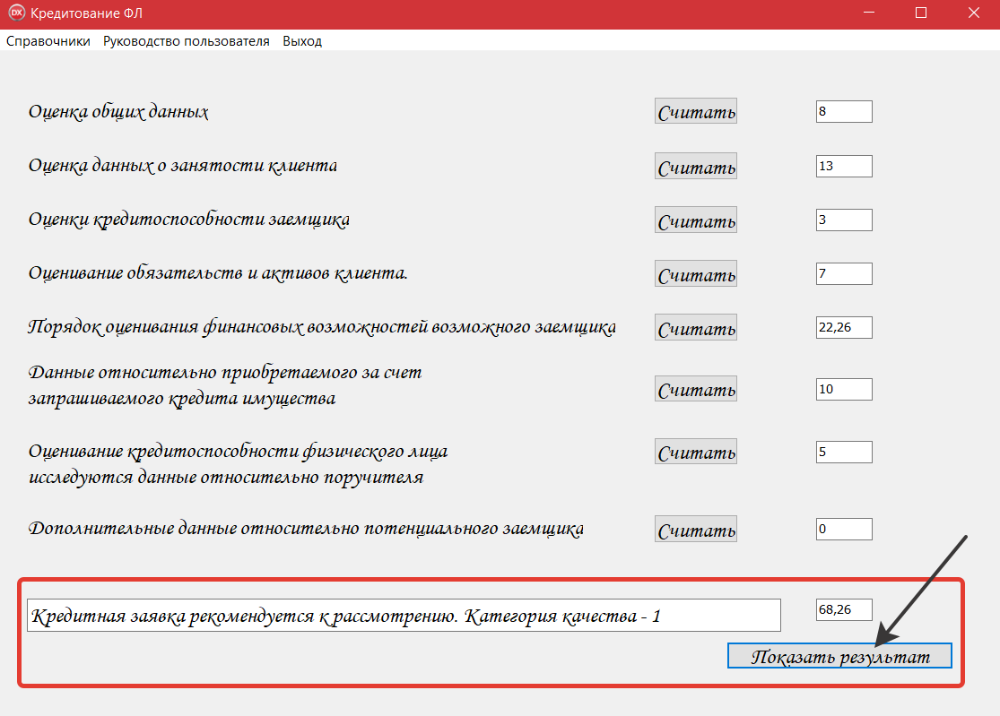 DX Кредитование ФЛ
Справочники Руководство пользователя Выход
Оценка общих данных Считать 8
Оценка данных о занятости клиента Считать 13
Оценки кредитоспособности заемщика Считать 3
Оценивание обязательств и активов клиента. Считать 7
Порядок оценивания финансовых возможностей возможного заемщика Считать 22,26
Данные относительно приобретаемого за счет
запрашиваемого кредита имущества Считать 10
Оценивание кредитоспособности физического лица
исследуются данные относительно поручителя Считать 5
Дополнительные данные относительно потенциального заемщика Считать 0
Кредитная заявка рекомендуется к рассмотрению. Категория качества - 1 68,26
Показать результат